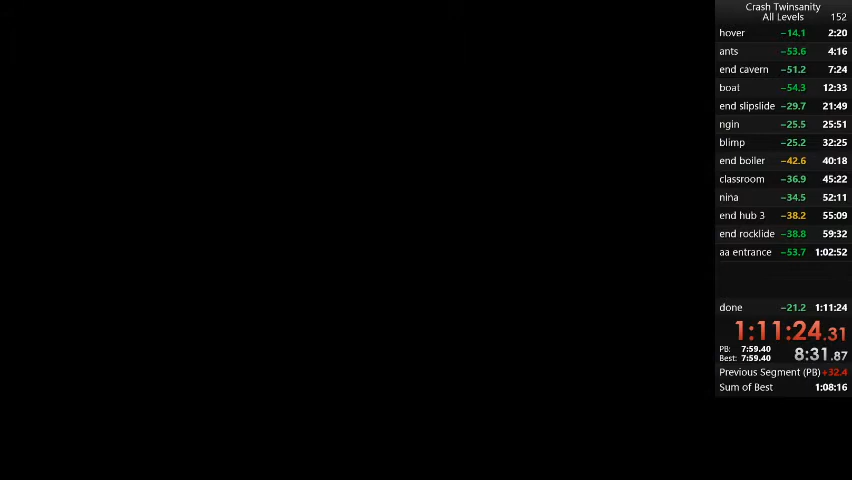 Crash Twinsanity
All Levels 152
hover −14.1 2:20
ants −53.6 4:16
end cavern −51.2 7:24
boat −54.3 12:33
end slipslide −29.7 21:49
ngin −25.5 25:51
blimp −25.2 32:25
end boiler −42.6 40:18
classroom −36.9 45:22
nina −34.5 52:11
end hub 3 −38.2 55:09
end rocklide −38.8 59:32
aa entrance −53.7 1:02:52
done −21.2 1:11:24
1:11:24.31
PB: 7:59.40
Best: 7:59.40
8:31.87
Previous Segment (PB) +32.4
Sum of Best 1:08:16